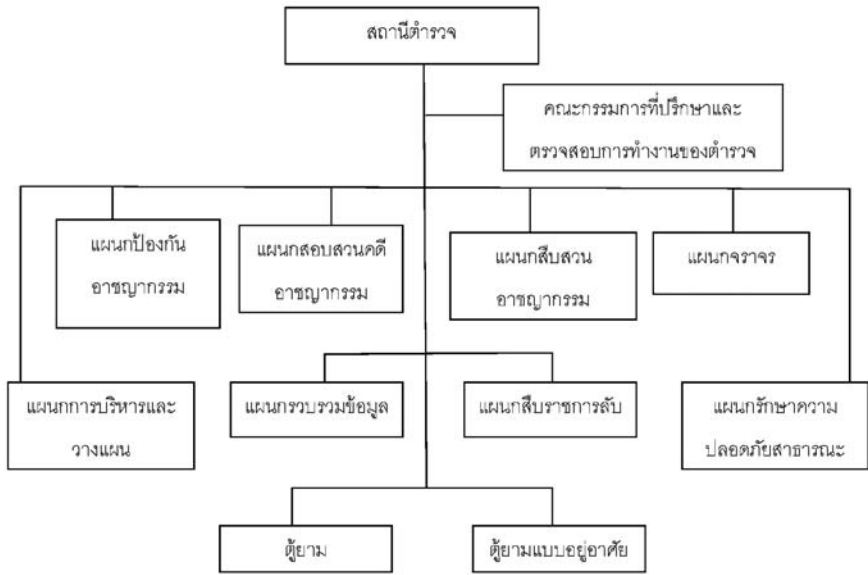 สถานีตำรวจ
คณะกรรมการที่ปรึกษาและ
ตรวจสอบการทำงานของตำรวจ
แผนกป้องกัน
อาชญากรรม
แผนกสอบสวนคดี
อาชญากรรม
แผนกสืบสวน
อาชญากรรม
แผนกจราจร
แผนกการบริหารและ
วางแผน
แผนกรวบรวมข้อมูล
แผนกสืบราชการลับ
แผนกรักษาความ
ปลอดภัยสาธารณะ
ตู้ยาม
ตู้ยามแบบอยู่อาศัย